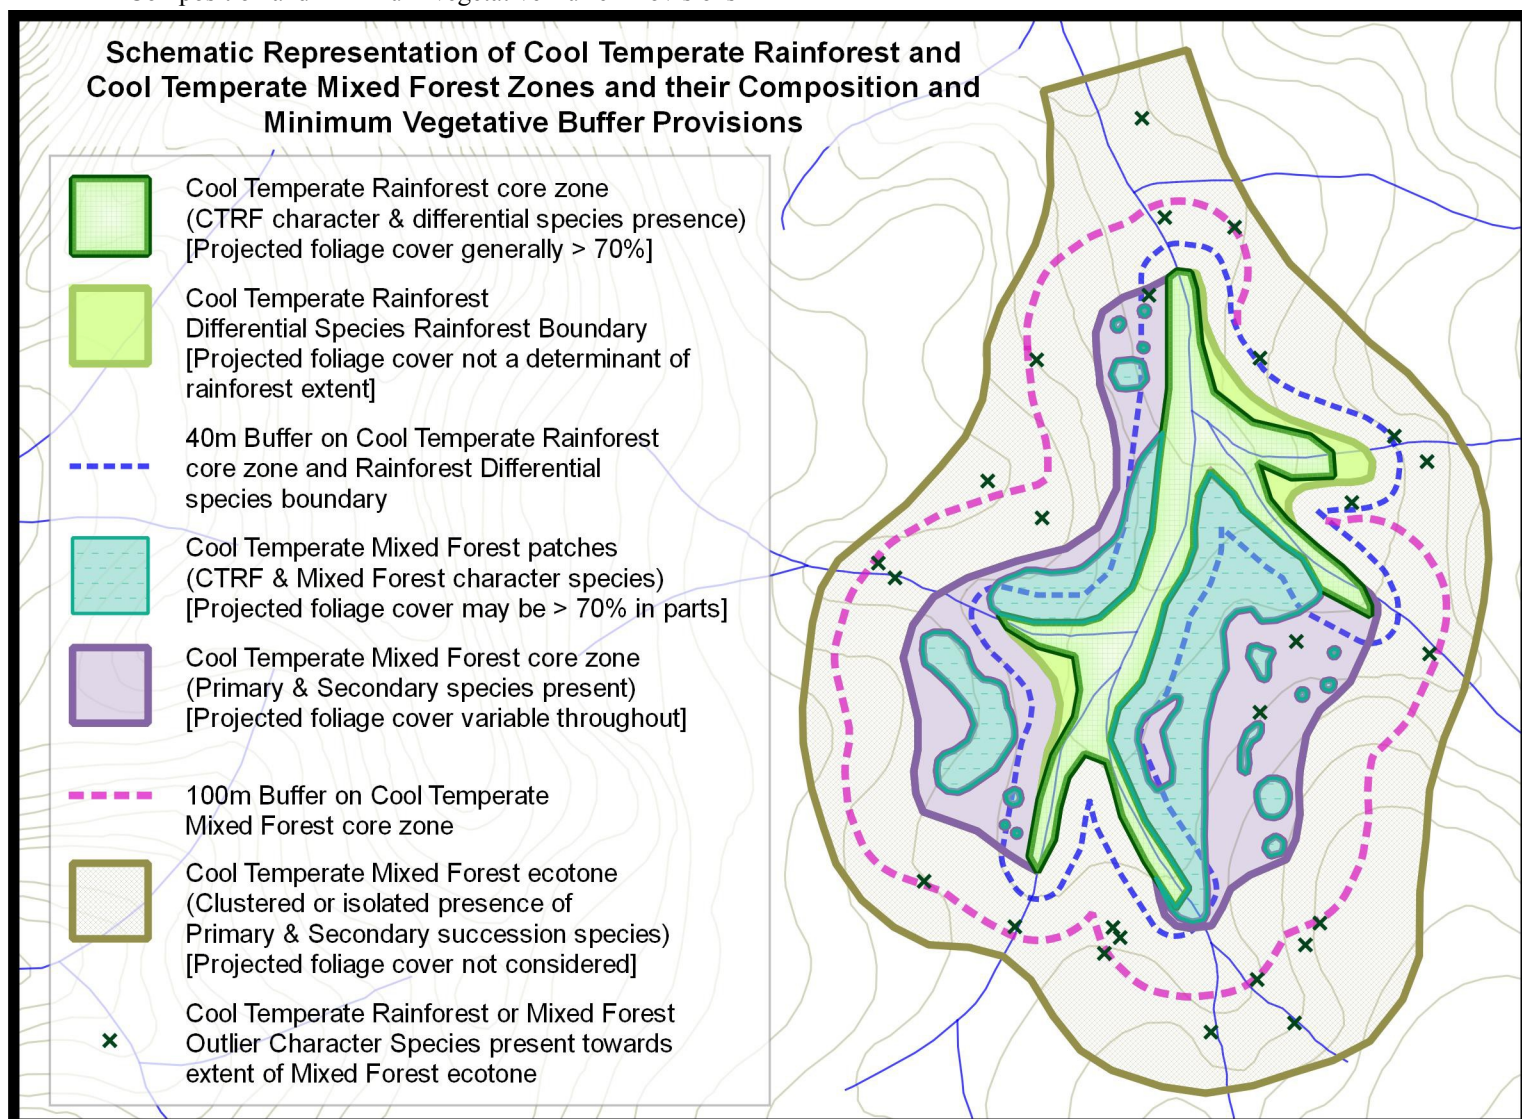 Composition and Minimum Vegetative Buffer Provisions
Schematic Representation of Cool Temperate Rainforest and
Cool Temperate Mixed Forest Zones and their Composition and
Minimum Vegetative Buffer Provisions
Cool Temperate Rainforest core zone
(CTRF character & differential species presence)
[Projected foliage cover generally > 70%]
Cool Temperate Rainforest
Differential Species Rainforest Boundary
[Projected foliage cover not a determinant of
rainforest extent]
40m Buffer on Cool Temperate Rainforest
core zone and Rainforest Differential
species boundary
Cool Temperate Mixed Forest patches
(CTRF & Mixed Forest character species)
[Projected foliage cover may be > 70% in parts]
Cool Temperate Mixed Forest core zone
(Primary & Secondary species present)
[Projected foliage cover variable throughout]
100m Buffer on Cool Temperate
Mixed Forest core zone
Cool Temperate Mixed Forest ecotone
(Clustered or isolated presence of
Primary & Secondary succession species)
[Projected foliage cover not considered]
Cool Temperate Rainforest or Mixed Forest
Outlier Character Species present towards
extent of Mixed Forest ecotone